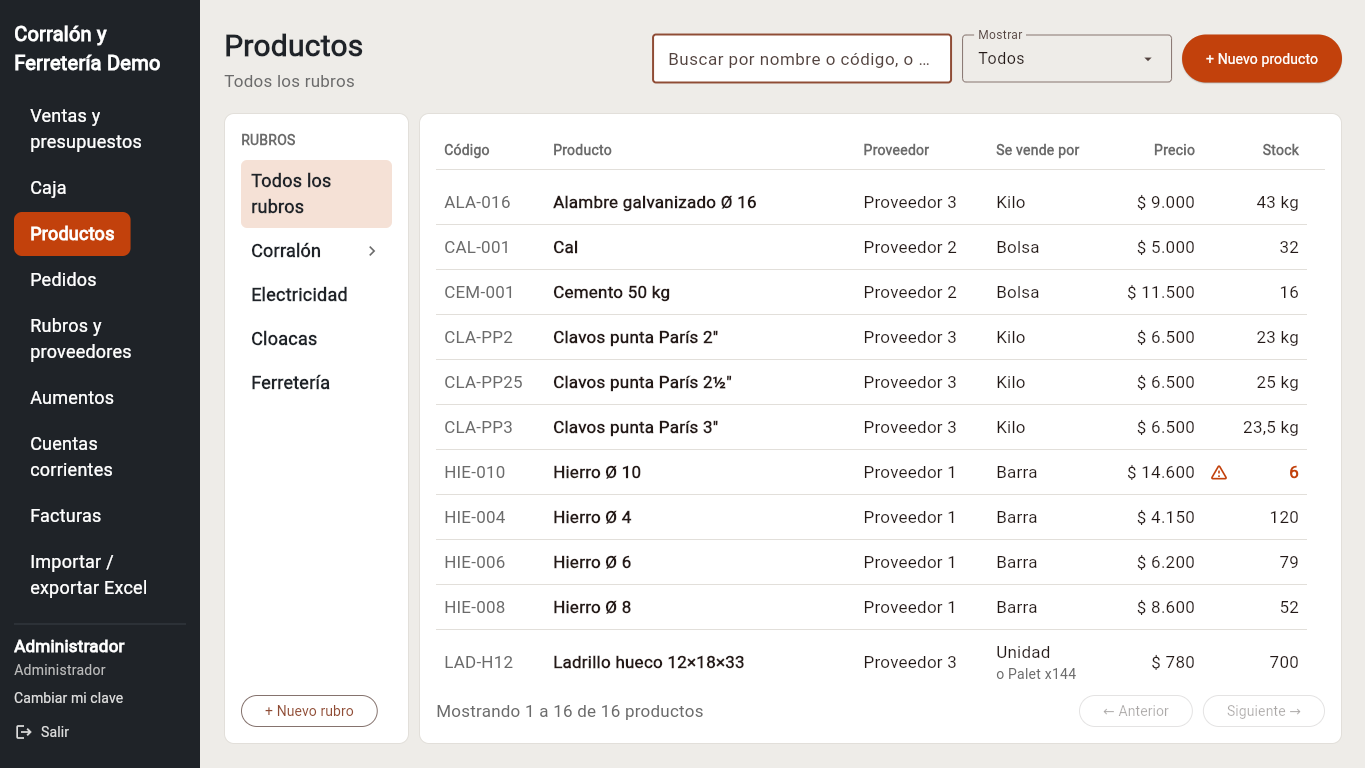 Corralón y
Ferretería Demo
Ventas y
presupuestos
Caja
Productos
Pedidos
Rubros y
proveedores
Aumentos
Cuentas
corrientes
Facturas
Importar /
exportar Excel
Administrador
Administrador
Cambiar mi clave
Salir
Productos
Todos los rubros
Buscar por nombre o código, o ...
Mostrar
Todos
+ Nuevo producto
RUBROS
Todos los
rubros
Corralón
Electricidad
Cloacas
Ferretería
+ Nuevo rubro
Código Producto Proveedor Se vende por Precio Stock
ALA-016 Alambre galvanizado Ø 16 Proveedor 3 Kilo $ 9.000 43 kg
CAL-001 Cal Proveedor 2 Bolsa $ 5.000 32
CEM-001 Cemento 50 kg Proveedor 2 Bolsa $ 11.500 16
CLA-PP2 Clavos punta París 2" Proveedor 3 Kilo $ 6.500 23 kg
CLA-PP25 Clavos punta París 2½" Proveedor 3 Kilo $ 6.500 25 kg
CLA-PP3 Clavos punta París 3" Proveedor 3 Kilo $ 6.500 23,5 kg
HIE-010 Hierro Ø 10 Proveedor 1 Barra $ 14.600 6
HIE-004 Hierro Ø 4 Proveedor 1 Barra $ 4.150 120
HIE-006 Hierro Ø 6 Proveedor 1 Barra $ 6.200 79
HIE-008 Hierro Ø 8 Proveedor 1 Barra $ 8.600 52
LAD-H12 Ladrillo hueco 12×18×33 Proveedor 3 Unidad $ 780 700
o Palet x144
Mostrando 1 a 16 de 16 productos
← Anterior
Siguiente →